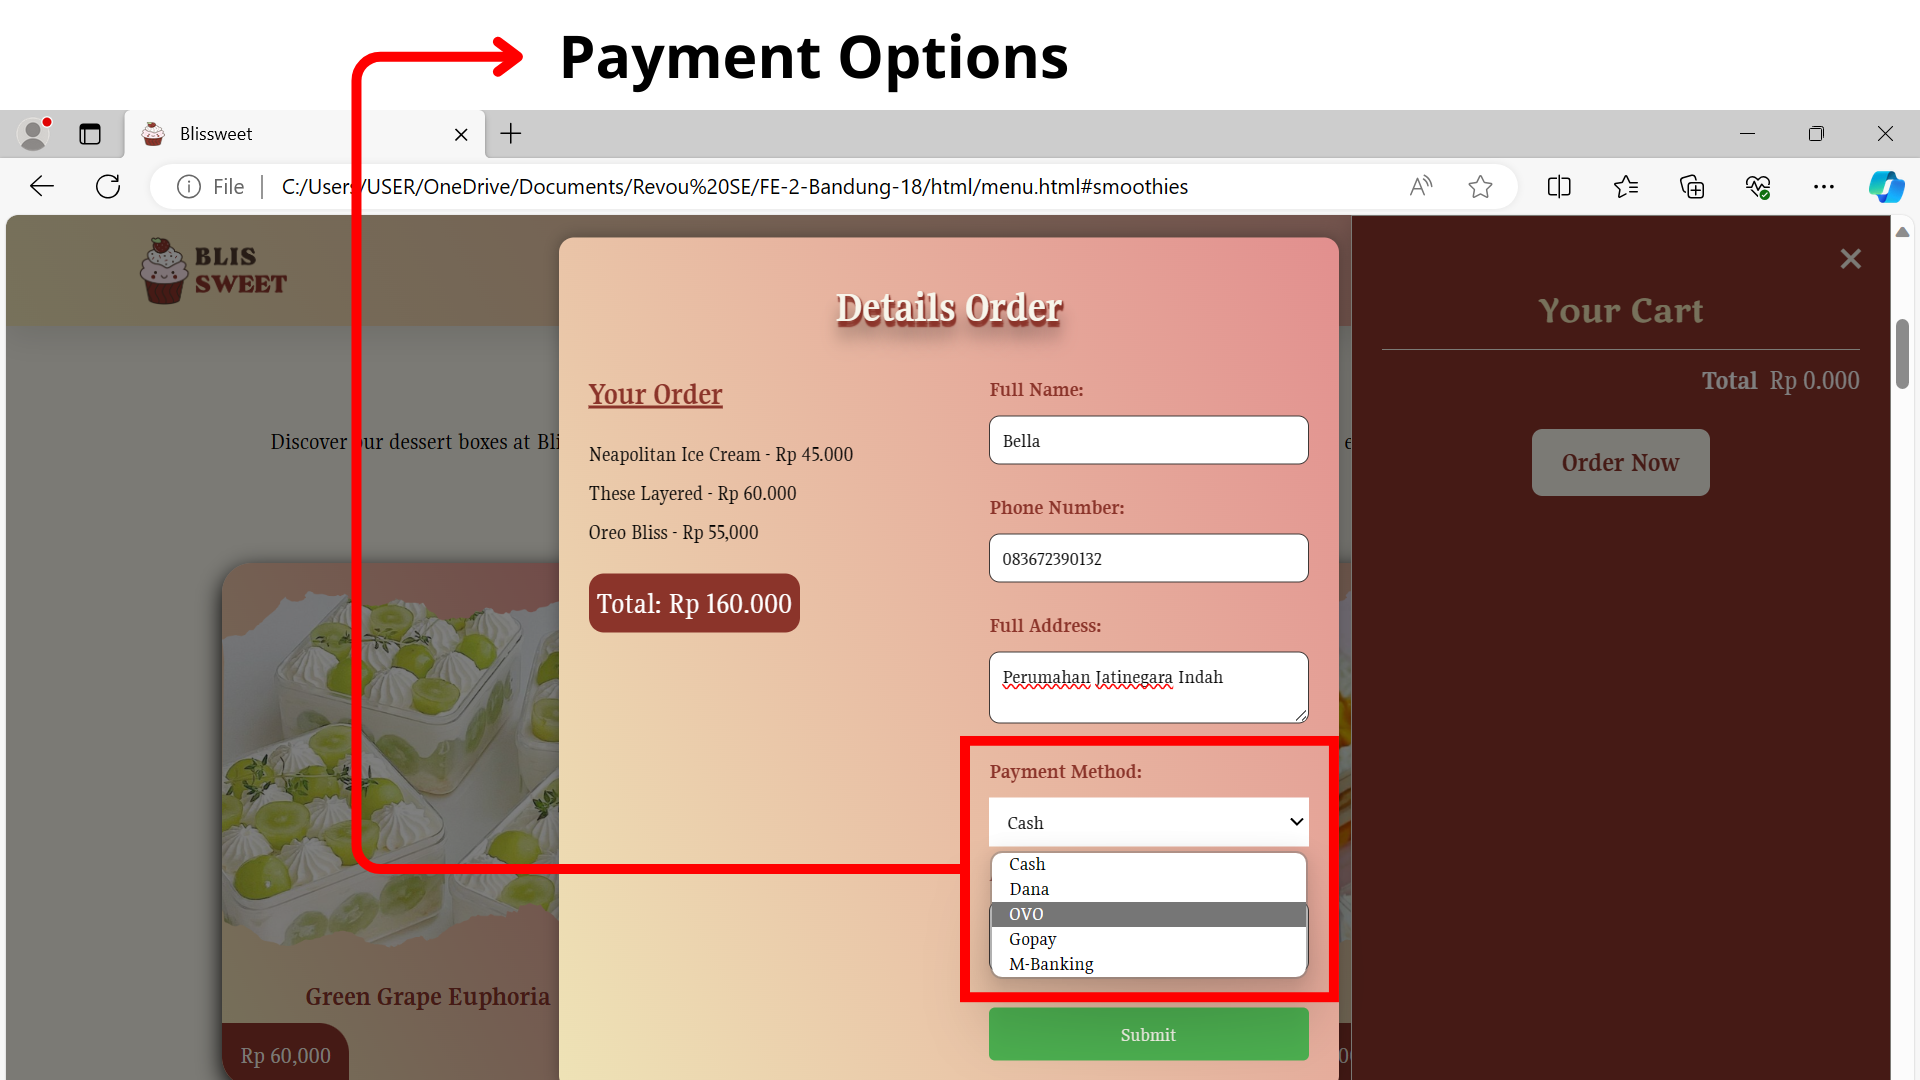 Payment Options
Blissweet
File
C:/Users/USER/OneDrive/Documents/Revou%20SE/FE-2-Bandung-18/html/menu.html#smoothies
BLIS
SWEET
Discover our dessert boxes at Bli
Green Grape Euphoria
Rp 60,000
Details Order
Your Order
Neapolitan Ice Cream - Rp 45.000
These Layered - Rp 60.000
Oreo Bliss - Rp 55,000
Total: Rp 160.000
Full Name:
Bella
Phone Number:
083672390132
Full Address:
Perumahan Jatinegara Indah
Payment Method:
Cash
Cash
Dana
OVO
Gopay
M-Banking
Submit
Your Cart
Total Rp 0.000
Order Now